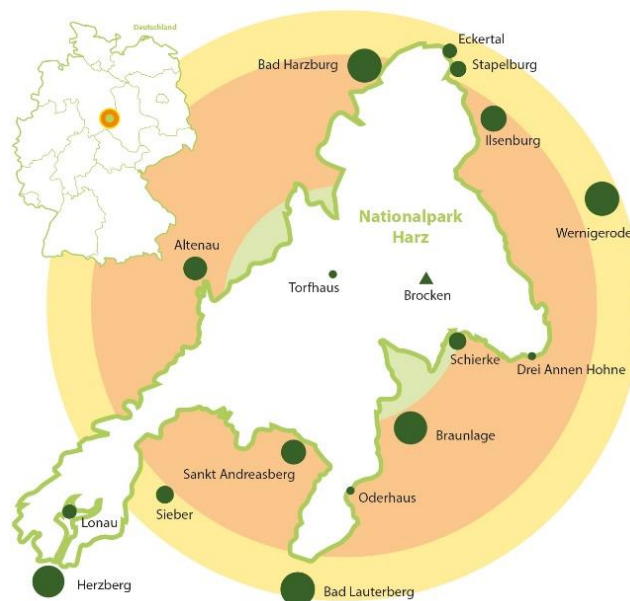 Deutschland
Eckertal
Bad Harzburg
Stapelburg
Ilsenburg
Nationalpark
Harz
Wernigerode
Altenau
Torfhaus
Brocken
Schierke
Drei Annen Hohne
Braunlage
Sankt Andreasberg
Oderhaus
Sieber
Lonau
Herzberg
Bad Lauterberg